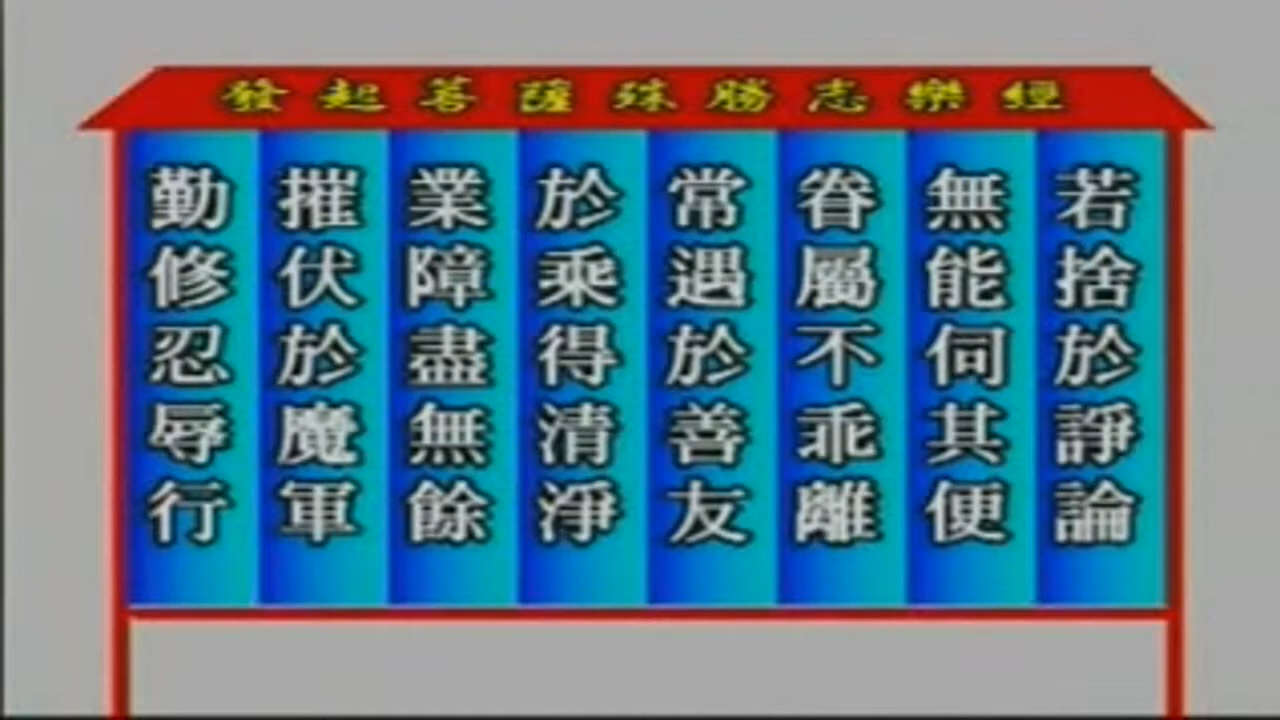 發起菩薩殊勝志樂經
若捨於諍論
無能伺其便
眷屬不乖離
常遇於善友
於乘得清淨
業障盡無餘
摧伏於魔軍
勤修忍辱行